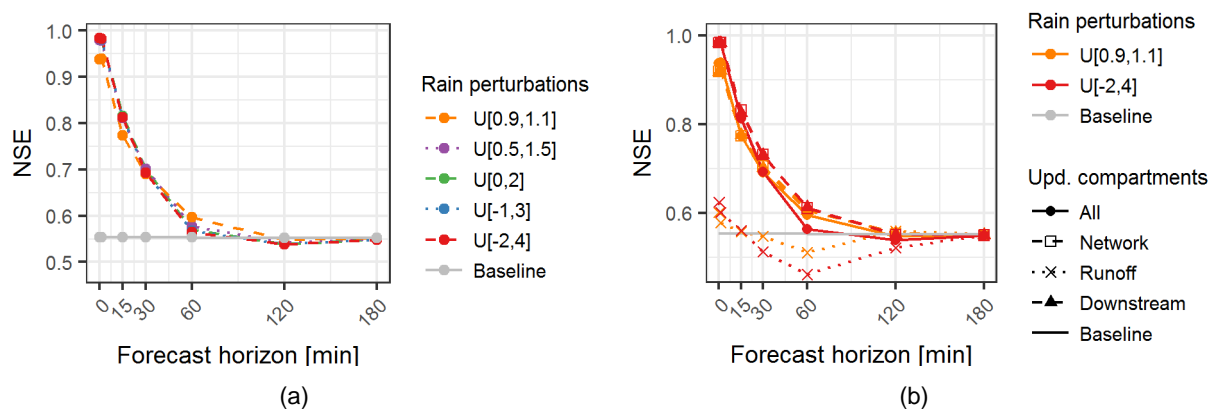 1.0
0.9
0.8
0.7
0.6
0.5
NSE
0
15
30
60
120
180
Forecast horizon [min]
(a)
Rain perturbations
U[0.9,1.1]
U[0.5,1.5]
U[0,2]
U[-1,3]
U[-2,4]
Baseline
1.0
0.8
0.6
NSE
0
15
30
60
120
180
Forecast horizon [min]
(b)
Rain perturbations
U[0.9,1.1]
U[-2,4]
Baseline
Upd. compartments
All
Network
Runoff
Downstream
Baseline